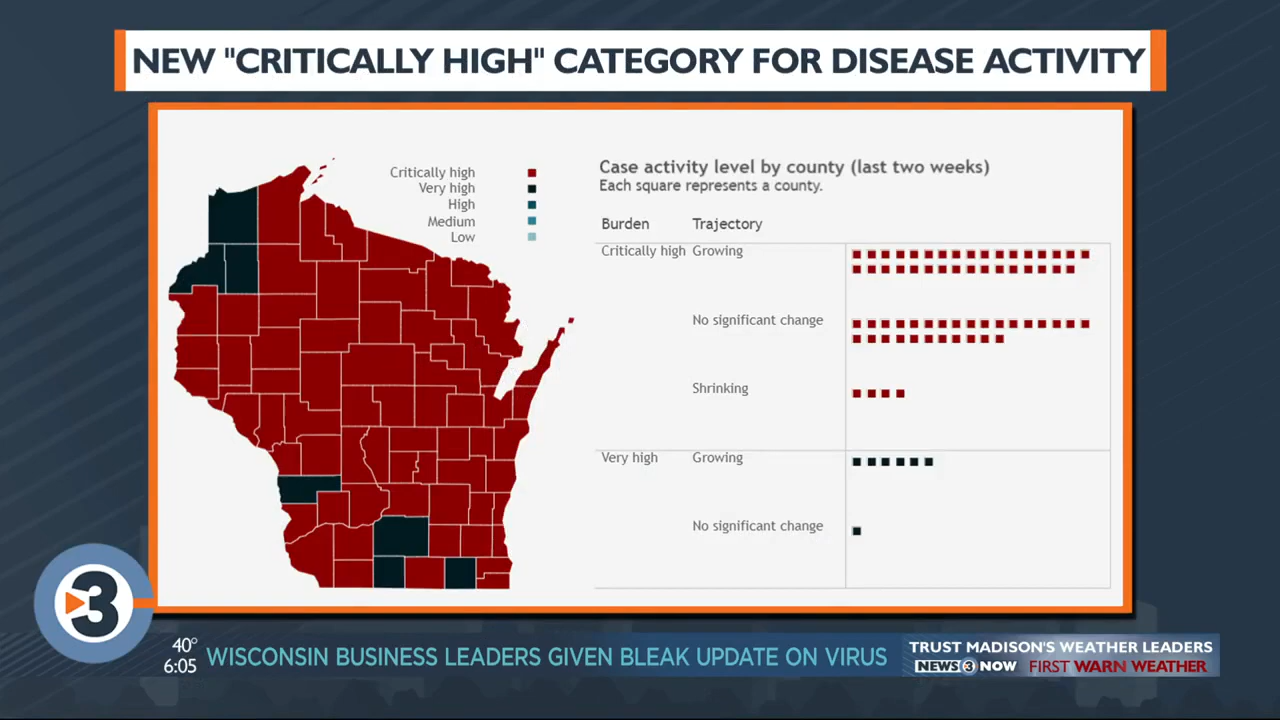 NEW "CRITICALLY HIGH" CATEGORY FOR DISEASE ACTIVITY
Critically high
Very high
High
Medium
Low
Case activity level by county (last two weeks)
Each square represents a county.
Burden Trajectory
Critically high Growing
No significant change
Shrinking
Very high Growing
No significant change
3
40°
6:05
WISCONSIN BUSINESS LEADERS GIVEN BLEAK UPDATE ON VIRUS
TRUST MADISON'S WEATHER LEADERS
NEWS 3 NOW FIRST WARN WEATHER